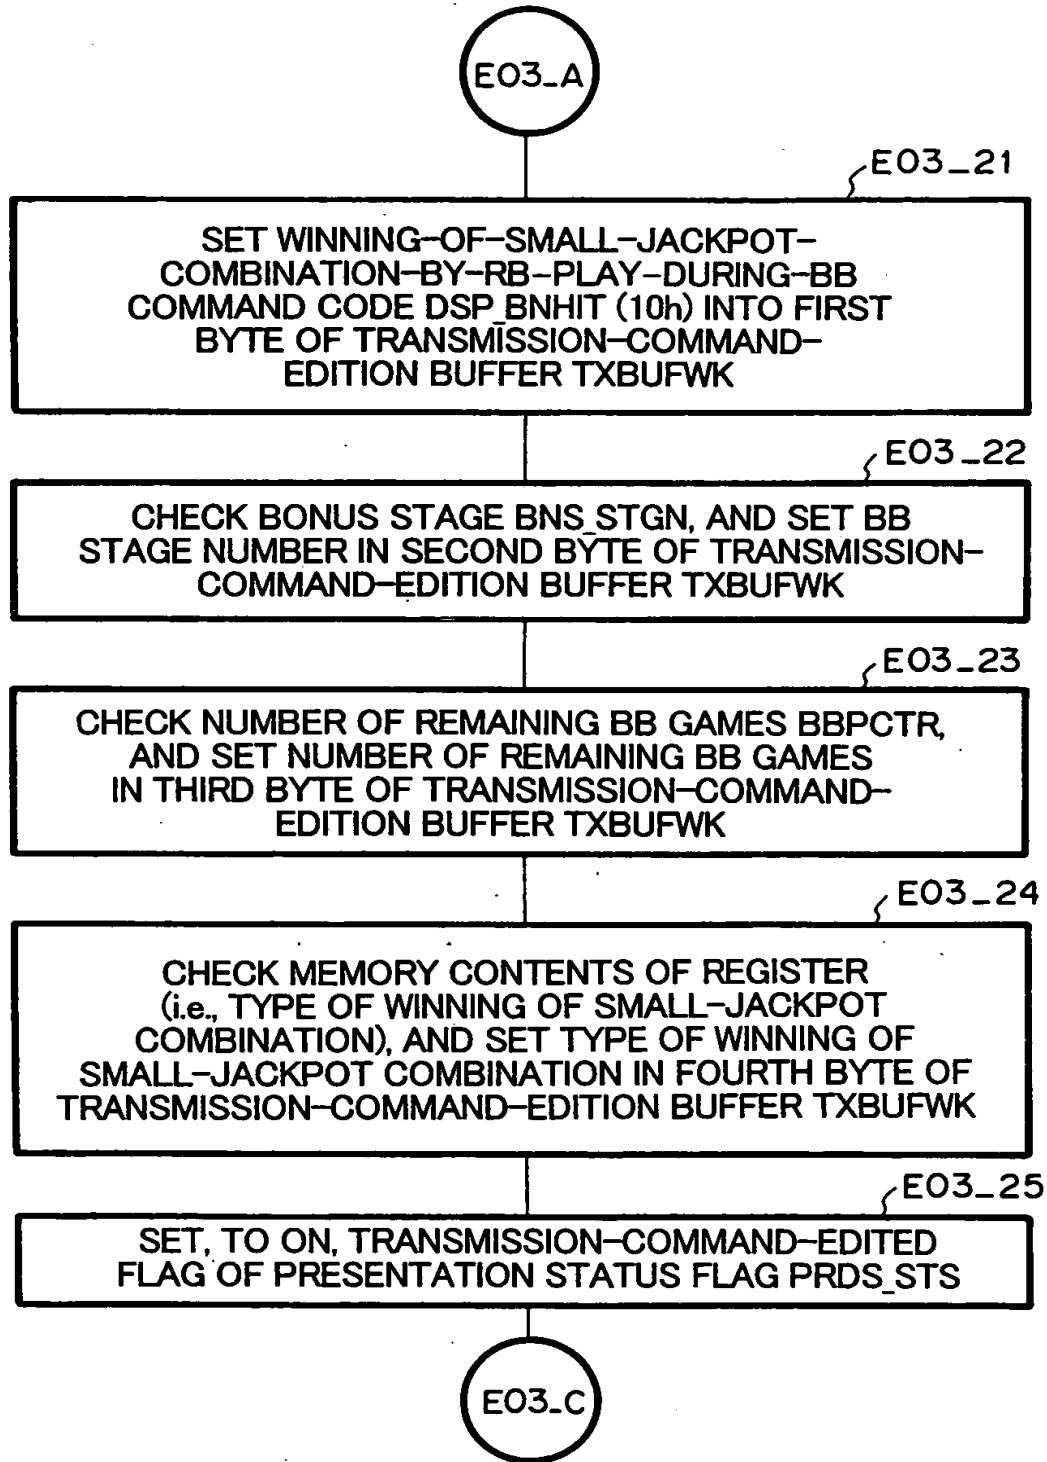 E03_A
E03_21
SET WINNING-OF-SMALL-JACKPOT-
COMBINATION-BY-RB-PLAY-DURING-BB
COMMAND CODE DSP_BNHIT (10h) INTO FIRST
BYTE OF TRANSMISSION-COMMAND-
EDITION BUFFER TXBUFWK
E03_22
CHECK BONUS STAGE BNS_STGN, AND SET BB
STAGE NUMBER IN SECOND BYTE OF TRANSMISSION-
COMMAND-EDITION BUFFER TXBUFWK
E03_23
CHECK NUMBER OF REMAINING BB GAMES BBPCTR,
AND SET NUMBER OF REMAINING BB GAMES
IN THIRD BYTE OF TRANSMISSION-COMMAND-
EDITION BUFFER TXBUFWK
E03_24
CHECK MEMORY CONTENTS OF REGISTER
(i.e., TYPE OF WINNING OF SMALL-JACKPOT
COMBINATION), AND SET TYPE OF WINNING OF
SMALL-JACKPOT COMBINATION IN FOURTH BYTE OF
TRANSMISSION-COMMAND-EDITION BUFFER TXBUFWK
E03_25
SET, TO ON, TRANSMISSION-COMMAND-EDITED
FLAG OF PRESENTATION STATUS FLAG PRDS_STS
E03_C